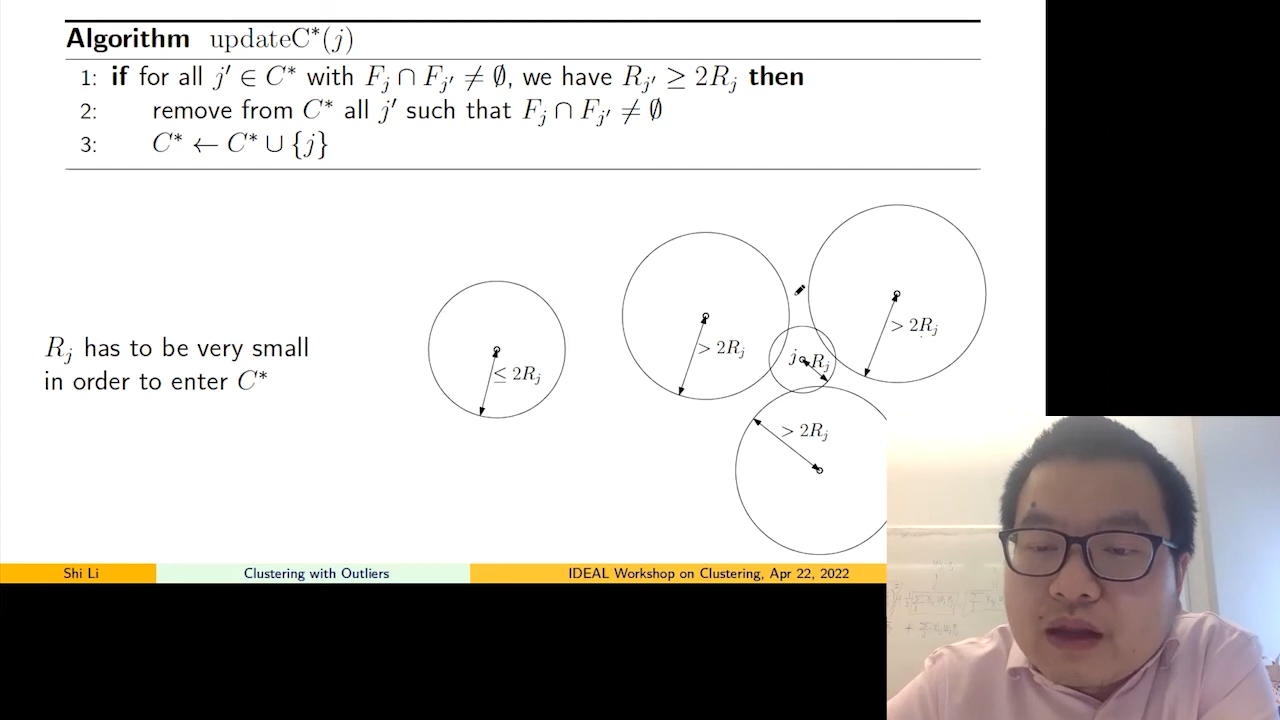 Algorithm updateC*(j)
1: if for all j′ ∈ C* with F_j ∩ F_j′ ≠ ∅, we have R_j′ ≥ 2R_j then
2: remove from C* all j′ such that F_j ∩ F_j′ ≠ ∅
3: C* ← C* ∪ {j}
> 2R_j
> 2R_j
R_j has to be very small
in order to enter C*
≤ 2R_j
j
R_j
> 2R_j
Shi Li
Clustering with Outliers
IDEAL Workshop on Clustering, Apr 22, 2022